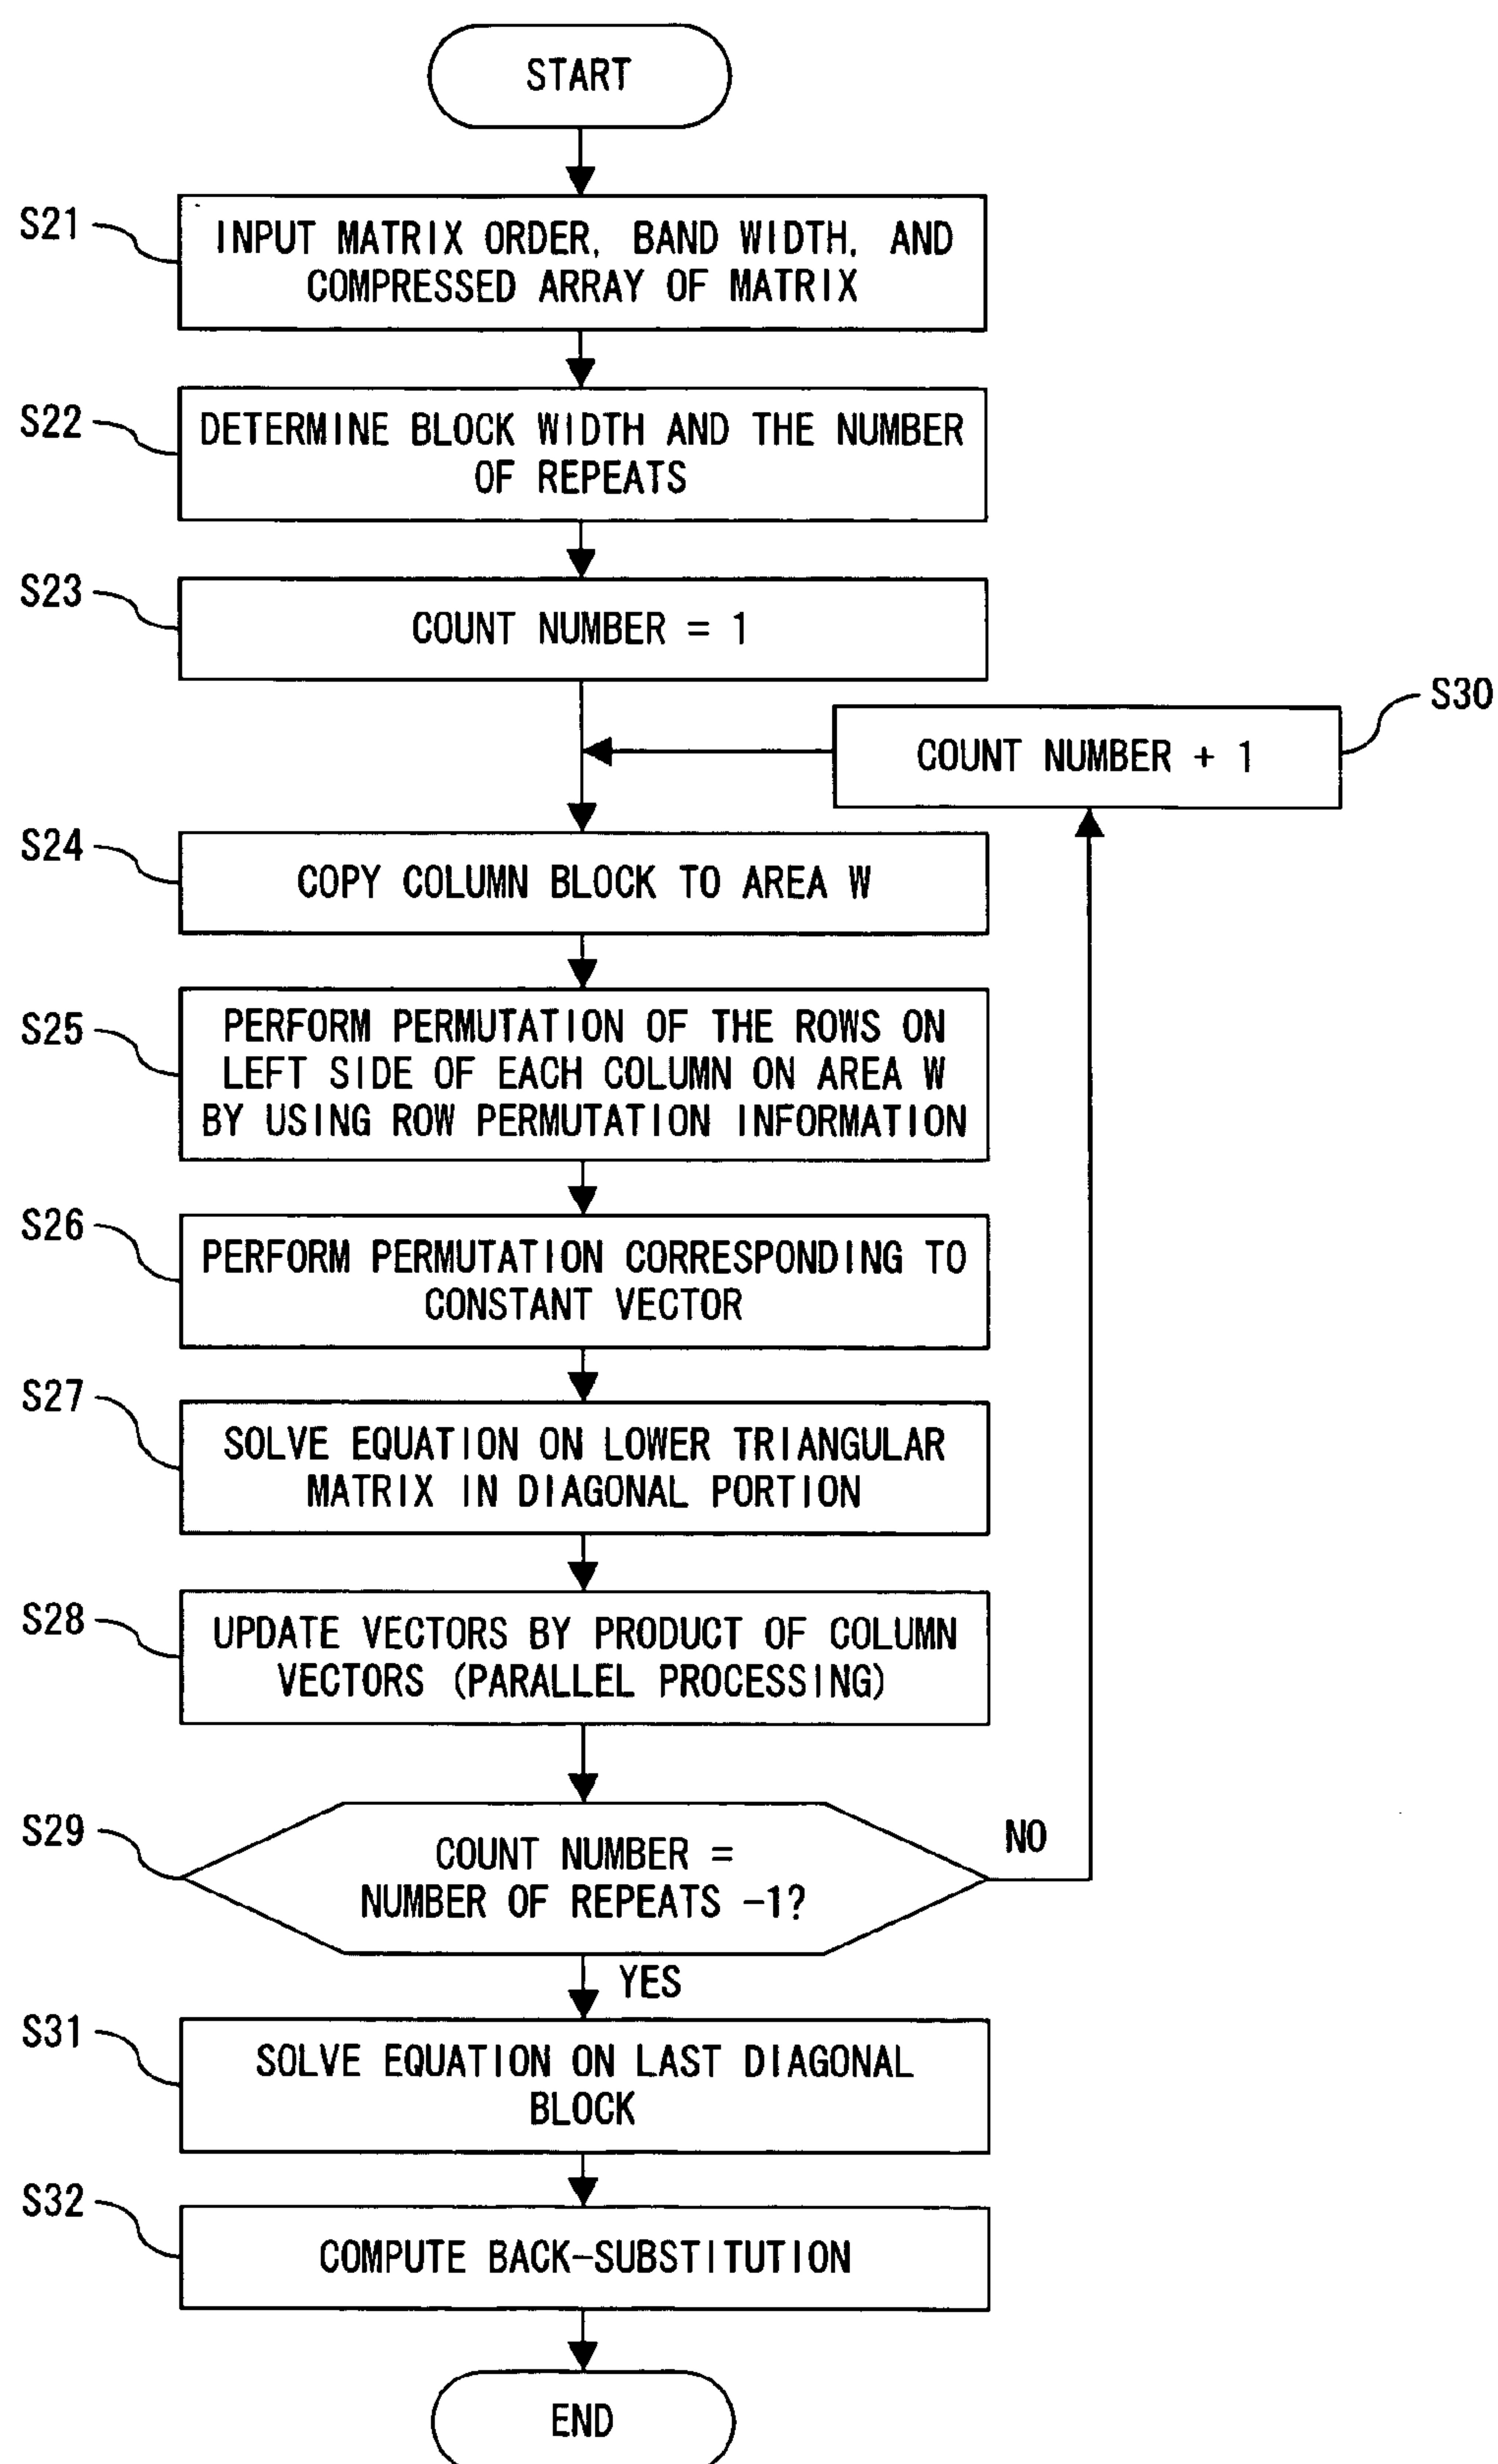 START
S21
INPUT MATRIX ORDER, BAND WIDTH, AND
COMPRESSED ARRAY OF MATRIX
S22
DETERMINE BLOCK WIDTH AND THE NUMBER
OF REPEATS
S23
COUNT NUMBER = 1
S30
COUNT NUMBER + 1
S24
COPY COLUMN BLOCK TO AREA W
S25
PERFORM PERMUTATION OF THE ROWS ON
LEFT SIDE OF EACH COLUMN ON AREA W
BY USING ROW PERMUTATION INFORMATION
S26
PERFORM PERMUTATION CORRESPONDING TO
CONSTANT VECTOR
S27
SOLVE EQUATION ON LOWER TRIANGULAR
MATRIX IN DIAGONAL PORTION
S28
UPDATE VECTORS BY PRODUCT OF COLUMN
VECTORS (PARALLEL PROCESSING)
S29
COUNT NUMBER =
NUMBER OF REPEATS -1?
NO
YES
S31
SOLVE EQUATION ON LAST DIAGONAL
BLOCK
S32
COMPUTE BACK-SUBSTITUTION
END